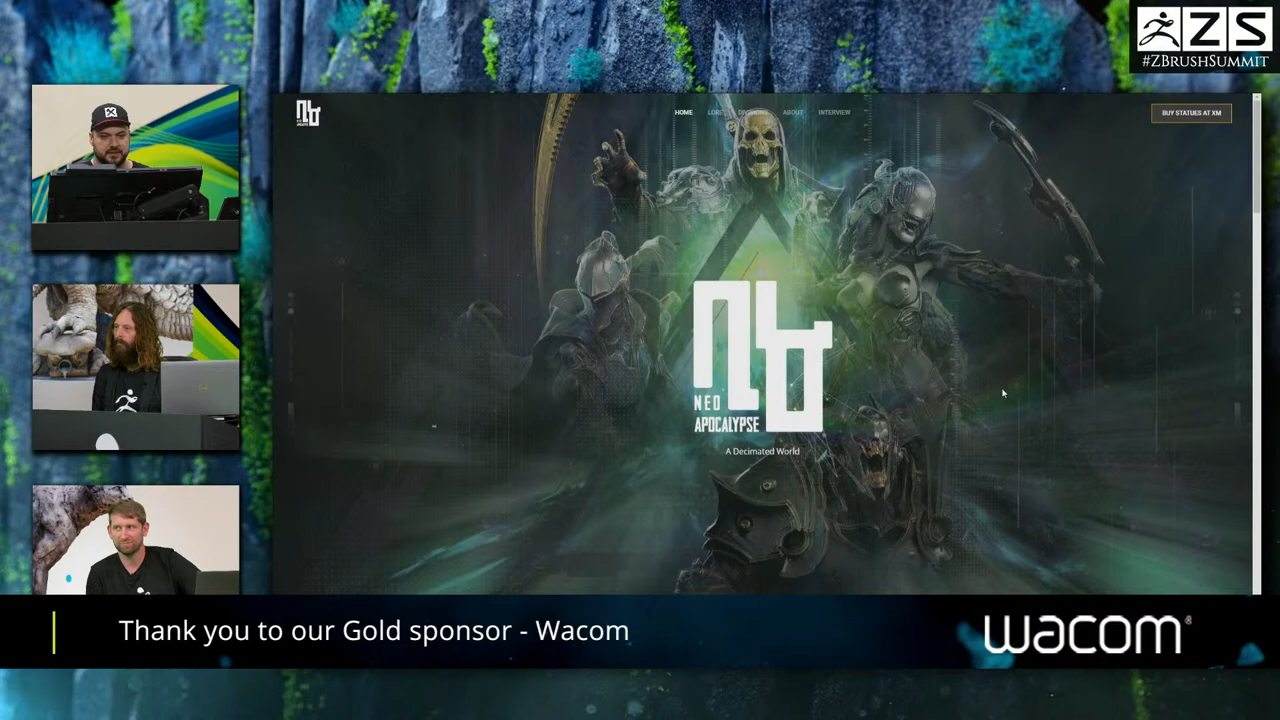 ZS
#ZBRUSHSUMMIT
HOME
ABOUT
INTERVIEW
BUY STATUES AT XM
NEO
APOCALYPSE
A Decimated World
Thank you to our Gold sponsor - Wacom
wacom®